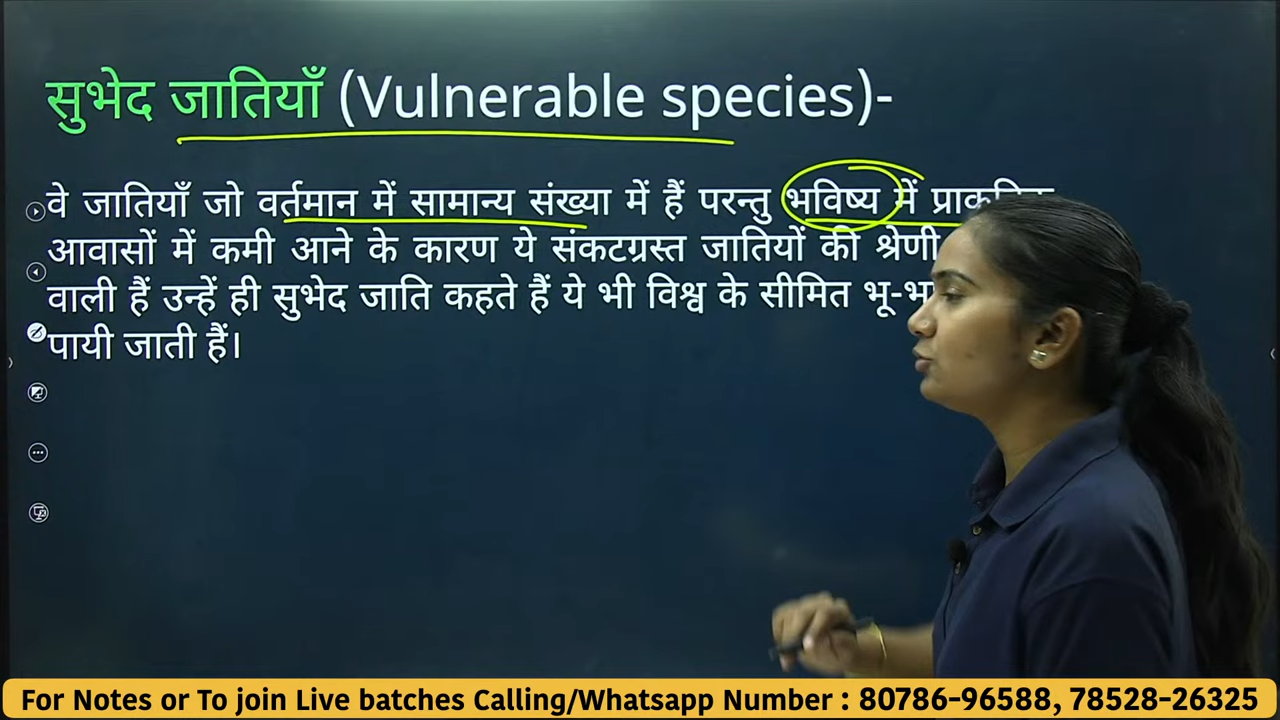 सुभेद जातियाँ (Vulnerable species)-
वे जातियाँ जो वर्तमान में सामान्य संख्या में हैं परन्तु भविष्य में
आवासों में कमी आने के कारण ये संकटग्रस्त जातियों की श्रेणी
वाली हैं उन्हें ही सुभेद जाति कहते हैं ये भी विश्व के सीमित
पायी जाती हैं।
For Notes or To join Live batches Calling/Whatsapp Number : 80786-96588, 78528-26325